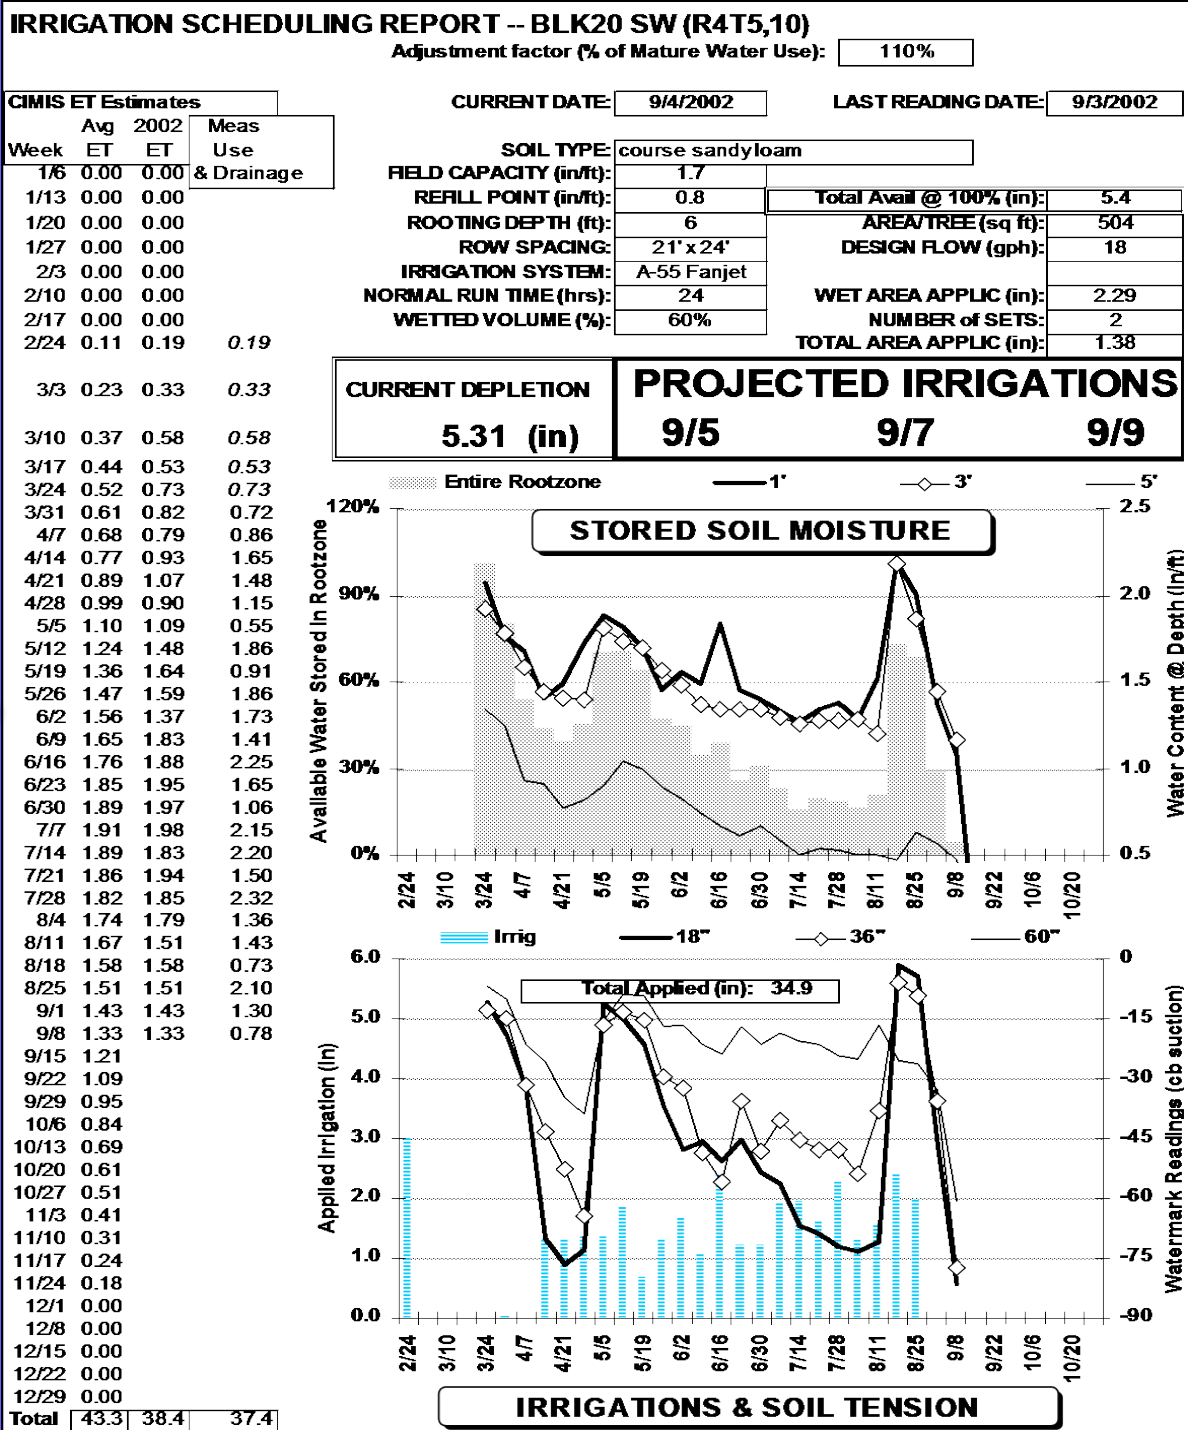 IRRIGATION SCHEDULING REPORT -- BLK20 SW (R4T5,10)
Adjustment factor (% of Mature Water Use): 110%
CIMIS ET Estimates
CURRENT DATE: 9/4/2002 LAST READING DATE: 9/3/2002
Avg 2002 Meas
Week ET ET Use
& Drainage
SOIL TYPE: course sandy loam
FIELD CAPACITY (in/ft): 1.7
REFILL POINT (in/ft): 0.8 Total Avail @ 100% (in): 5.4
ROOTING DEPTH (ft): 6 AREA/TREE (sq ft): 504
ROW SPACING: 21' x 24' DESIGN FLOW (gph): 18
IRRIGATION SYSTEM: A-55 Fanjet
NORMAL RUN TIME (hrs): 24 WET AREA APPLIC (in): 2.29
WETTED VOLUME (%): 60% NUMBER of SETS: 2
TOTAL AREA APPLIC (in): 1.38
CURRENT DEPLETION
5.31 (in)
PROJECTED IRRIGATIONS
9/5 9/7 9/9
1/6 0.00 0.00
1/13 0.00 0.00
1/20 0.00 0.00
1/27 0.00 0.00
2/3 0.00 0.00
2/10 0.00 0.00
2/17 0.00 0.00
2/24 0.11 0.19 0.19
3/3 0.23 0.33 0.33
3/10 0.37 0.58 0.58
3/17 0.44 0.53 0.53
3/24 0.52 0.73 0.73
3/31 0.61 0.82 0.72
4/7 0.68 0.79 0.86
4/14 0.77 0.93 1.65
4/21 0.89 1.07 1.48
4/28 0.99 0.90 1.15
5/5 1.10 1.09 0.55
5/12 1.24 1.48 1.86
5/19 1.36 1.64 0.91
5/26 1.47 1.59 1.86
6/2 1.56 1.37 1.73
6/9 1.65 1.83 1.41
6/16 1.76 1.88 2.25
6/23 1.85 1.95 1.65
6/30 1.89 1.97 1.06
7/7 1.91 1.98 2.15
7/14 1.89 1.83 2.20
7/21 1.86 1.94 1.50
7/28 1.82 1.85 2.32
8/4 1.74 1.79 1.36
8/11 1.67 1.51 1.43
8/18 1.58 1.58 0.73
8/25 1.51 1.51 2.10
9/1 1.43 1.43 1.30
9/8 1.33 1.33 0.78
9/15 1.21
9/22 1.09
9/29 0.95
10/6 0.84
10/13 0.69
10/20 0.61
10/27 0.51
11/3 0.41
11/10 0.31
11/17 0.24
11/24 0.18
12/1 0.00
12/8 0.00
12/15 0.00
12/22 0.00
12/29 0.00
Total 43.3 38.4 37.4
Entire Rootzone 1' 3' 5'
STORED SOIL MOISTURE
Available Water Stored In Rootzone
120%
90%
60%
30%
0%
Water Content @ Depth (In/ft)
2.5
2.0
1.5
1.0
0.5
2/24 3/10 3/24 4/7 4/21 5/5 5/19 6/2 6/16 6/30 7/14 7/28 8/11 8/25 9/8 9/22 10/6 10/20
Irrig 18" 36" 60"
Total Applied (in): 34.9
Applied Irrigation (In)
6.0
5.0
4.0
3.0
2.0
1.0
0.0
Watermark Readings (cb suction)
0
-15
-30
-45
-60
-75
-90
2/24 3/10 3/24 4/7 4/21 5/5 5/19 6/2 6/16 6/30 7/14 7/28 8/11 8/25 9/8 9/22 10/6 10/20
IRRIGATIONS & SOIL TENSION